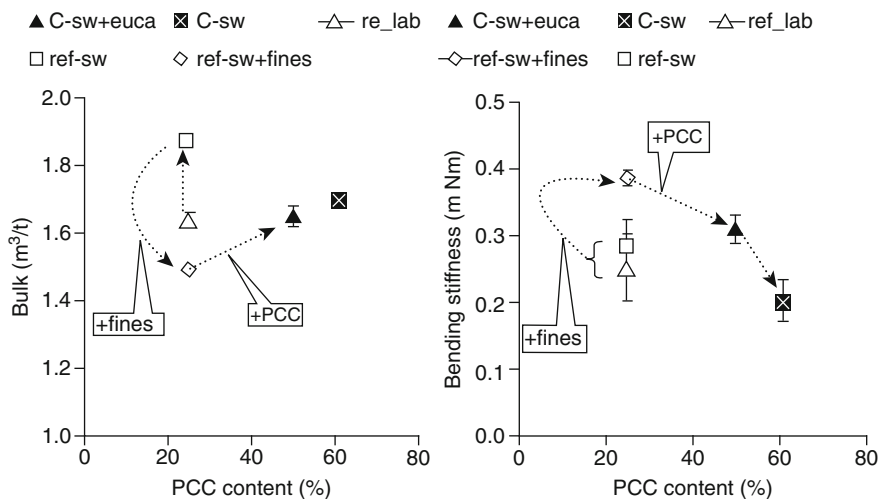 C-sw+euca C-sw re_lab
ref-sw ref-sw+fines
Bulk (m³/t)
2.0
1.8
1.6
1.4
1.2
1.0
+fines
+PCC
0 20 40 60 80
PCC content (%)
C-sw+euca C-sw ref_lab
ref-sw+fines ref-sw
Bending stiffness (m Nm)
0.5
0.4
0.3
0.2
0.1
0.0
+PCC
+fines
0 20 40 60 80
PCC content (%)